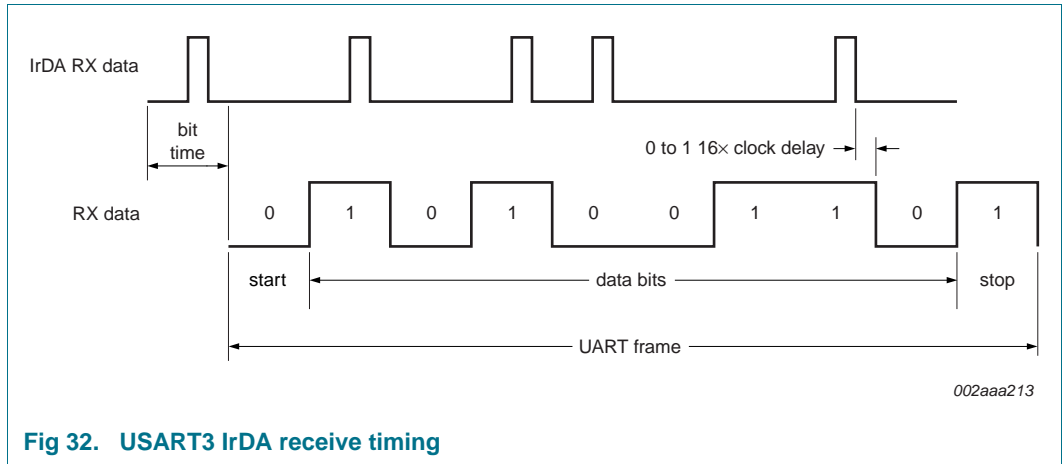 IrDA RX data
bit
time
0 to 1 16× clock delay
RX data
0 1 0 1 0 0 1 1 0 1
start
data bits
stop
UART frame
002aaa213
Fig 32. USART3 IrDA receive timing